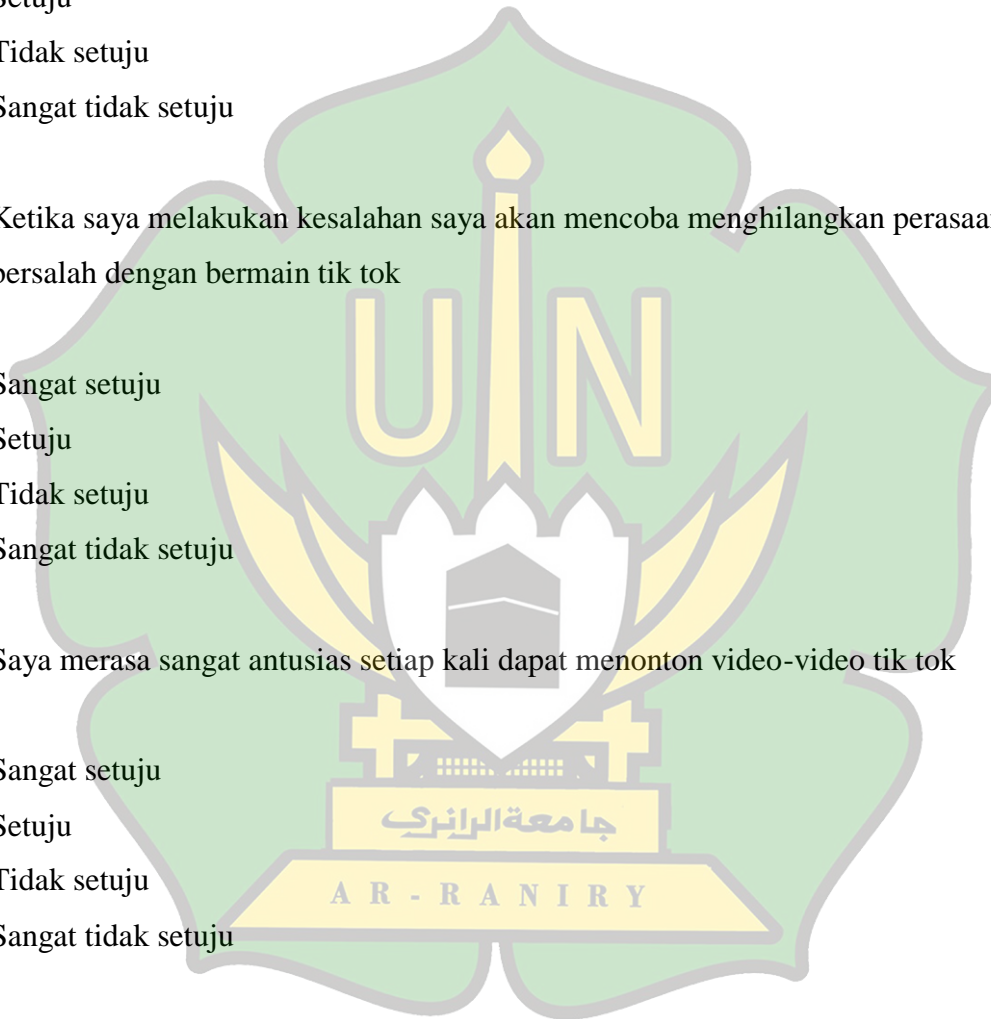 Setuju
Tidak setuju
Sangat tidak setuju
Ketika saya melakukan kesalahan saya akan mencoba menghilangkan perasaan
bersalah dengan bermain tik tok
UIN
Sangat setuju
Setuju
Tidak setuju
Sangat tidak setuju
Saya merasa sangat antusias setiap kali dapat menonton video-video tik tok
Sangat setuju
Setuju
جامعةالرانري
Tidak setuju
AR-RANIRY
Sangat tidak setuju